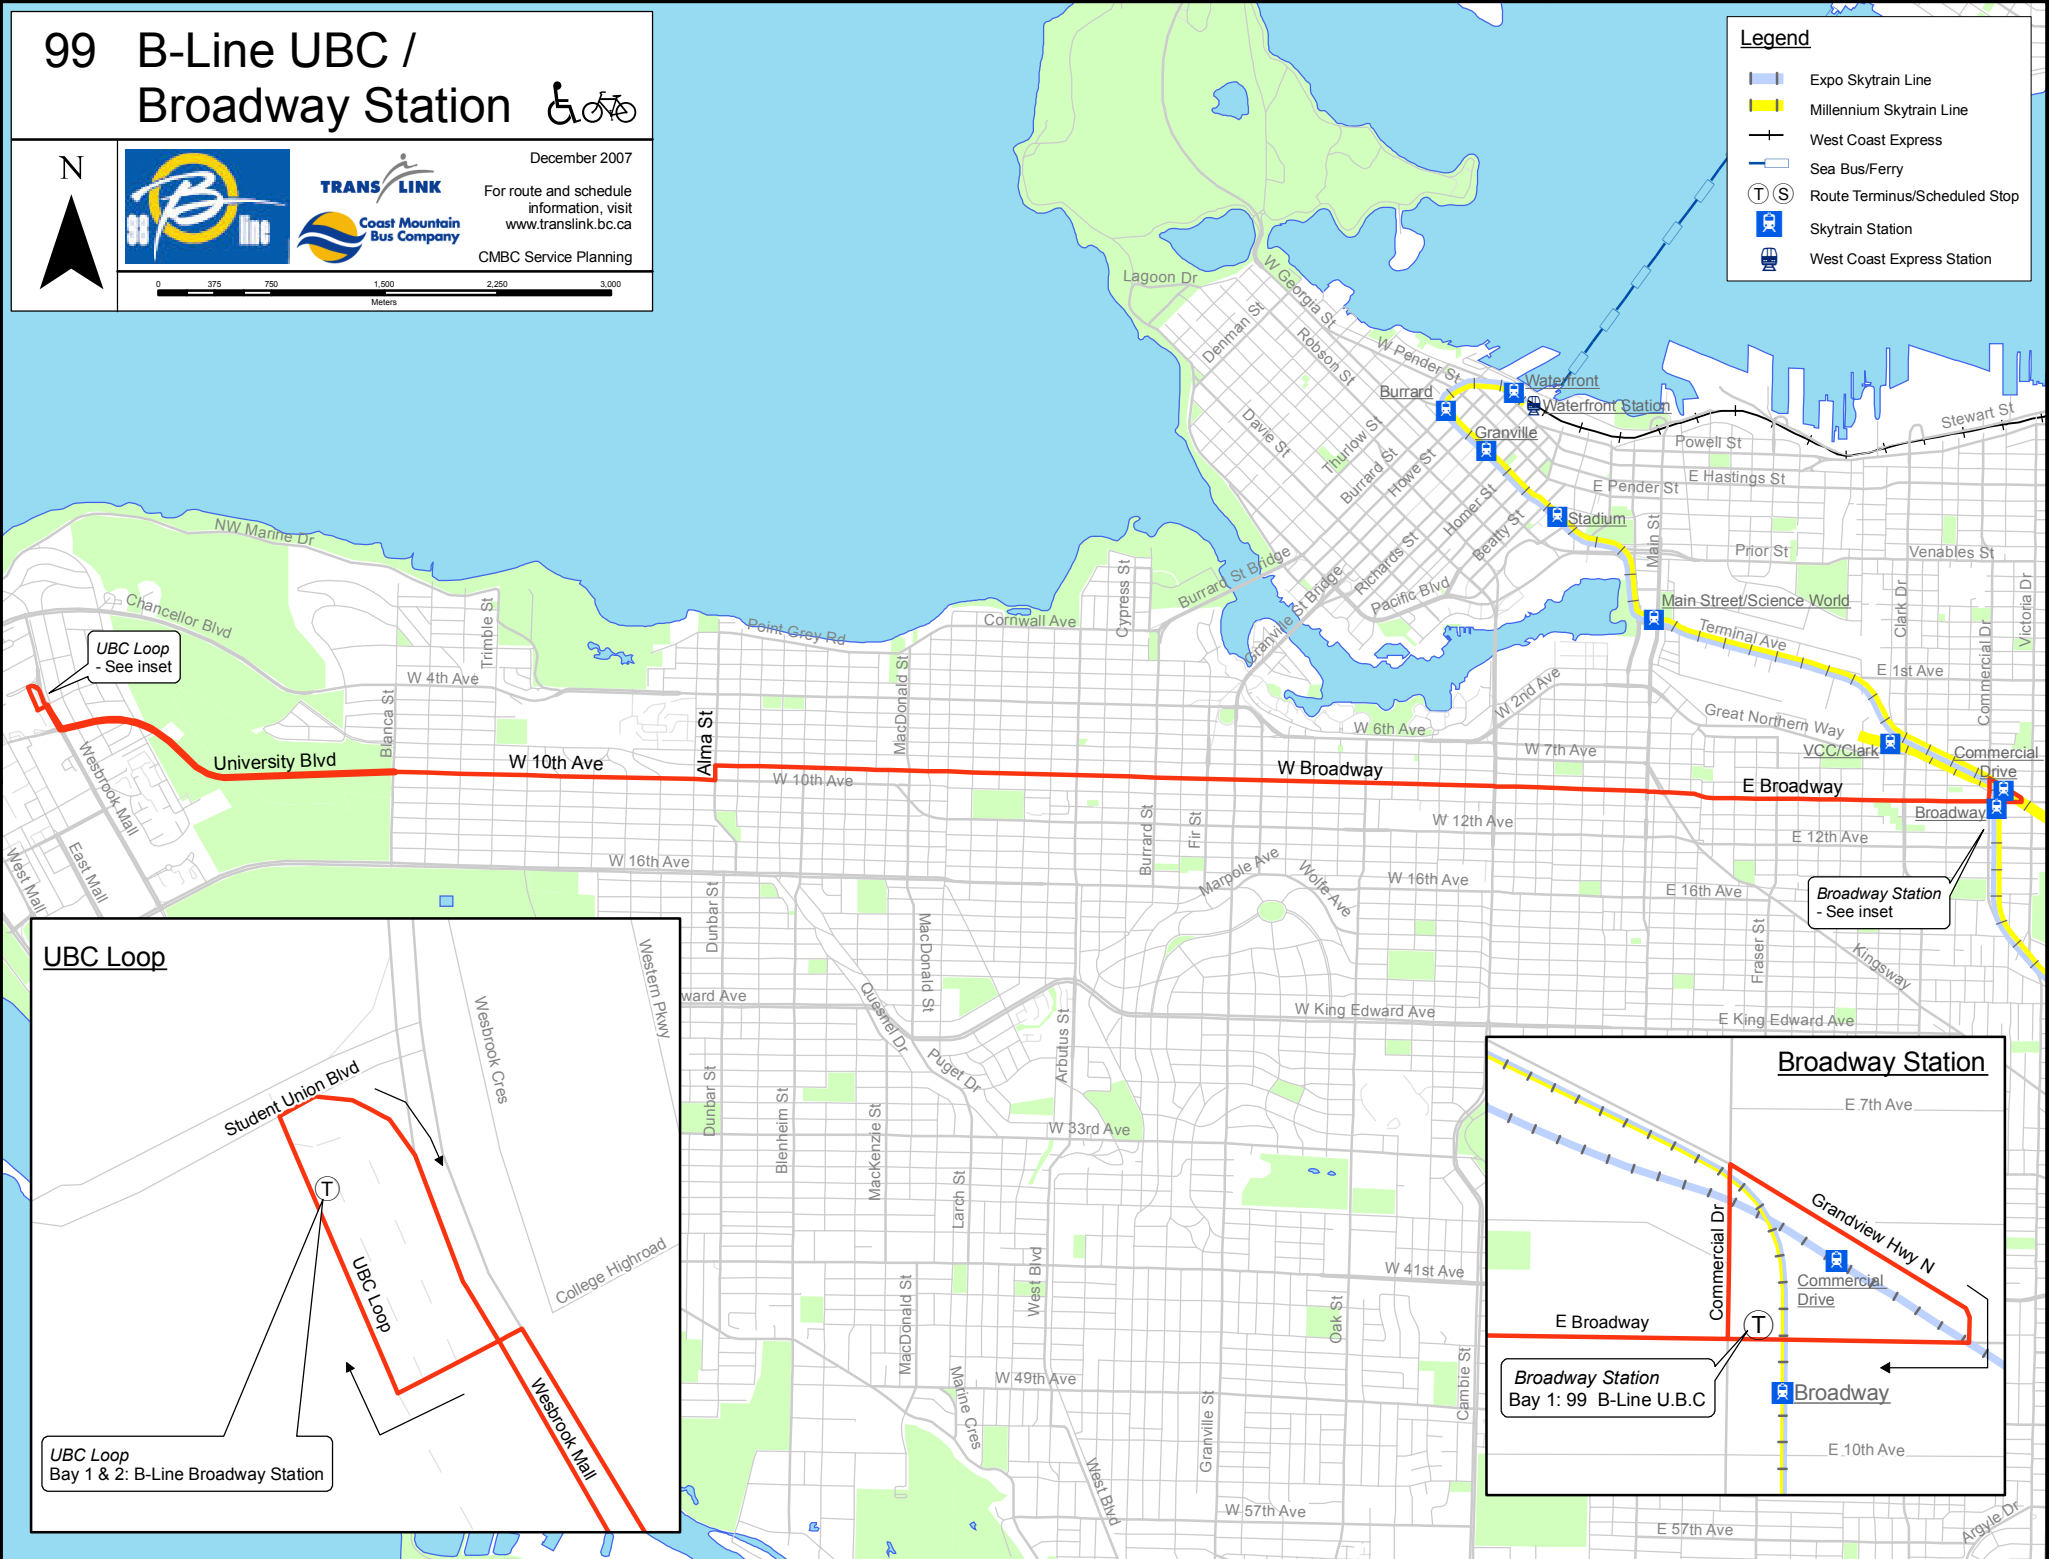 99 B-Line UBC /
Broadway Station
N
98 B line
TRANS LINK
Coast Mountain
Bus Company
December 2007
For route and schedule
information, visit
www.translink.bc.ca
CMBC Service Planning
0 375 750 1,500 2,250 3,000
Meters
Legend
Expo Skytrain Line
Millennium Skytrain Line
West Coast Express
Sea Bus/Ferry
T S Route Terminus/Scheduled Stop
Skytrain Station
West Coast Express Station
Lagoon Dr
W Georgia St
Denman St
Robson St
W Pender St
Burrard
Waterfront
Waterfront Station
Granville
Davie St
Thurlow St
Burrard St
Howe St
Homer St
Beatty St
Richards St
Pacific Blvd
Stadium
Stewart St
Powell St
E Hastings St
E Pender St
Main St
Prior St
Venables St
Clark Dr
Commercial Dr
Victoria Dr
Main Street/Science World
Terminal Ave
E 1st Ave
Great Northern Way
VCC/Clark
Commercial
Drive
Broadway
NW Marine Dr
Chancellor Blvd
UBC Loop
- See inset
Trimble St
W 4th Ave
Blanca St
Point Grey Rd
MacDonald St
Cornwall Ave
Cypress St
Burrard St Bridge
Granville St Bridge
W 2nd Ave
W 6th Ave
W 7th Ave
Alma St
University Blvd
W 10th Ave
W 10th Ave
W Broadway
E Broadway
Wesbrook Mall
West Mall
East Mall
W 16th Ave
Burrard St
Fir St
W 12th Ave
E 12th Ave
Marpole Ave
Wolfe Ave
W 16th Ave
E 16th Ave
Broadway Station
- See inset
Dunbar St
MacDonald St
Fraser St
Kingsway
ward Ave
Quesnel Dr
W King Edward Ave
E King Edward Ave
Puget Dr
Arbutus St
Dunbar St
Blenheim St
MacKenzie St
W 33rd Ave
Larch St
West Blvd
W 41st Ave
MacDonald St
Oak St
Marine Cres
W 49th Ave
Cambie St
Granville St
West Blvd
W 57th Ave
E 57th Ave
Argyle Dr
UBC Loop
Western Pkwy
Wesbrook Cres
Student Union Blvd
T
UBC Loop
College Highroad
Wesbrook Mall
UBC Loop
Bay 1 & 2: B-Line Broadway Station
Broadway Station
E 7th Ave
Grandview Hwy N
Commercial Dr
Commercial
Drive
E Broadway
T
Broadway Station
Bay 1: 99 B-Line U.B.C
Broadway
E 10th Ave